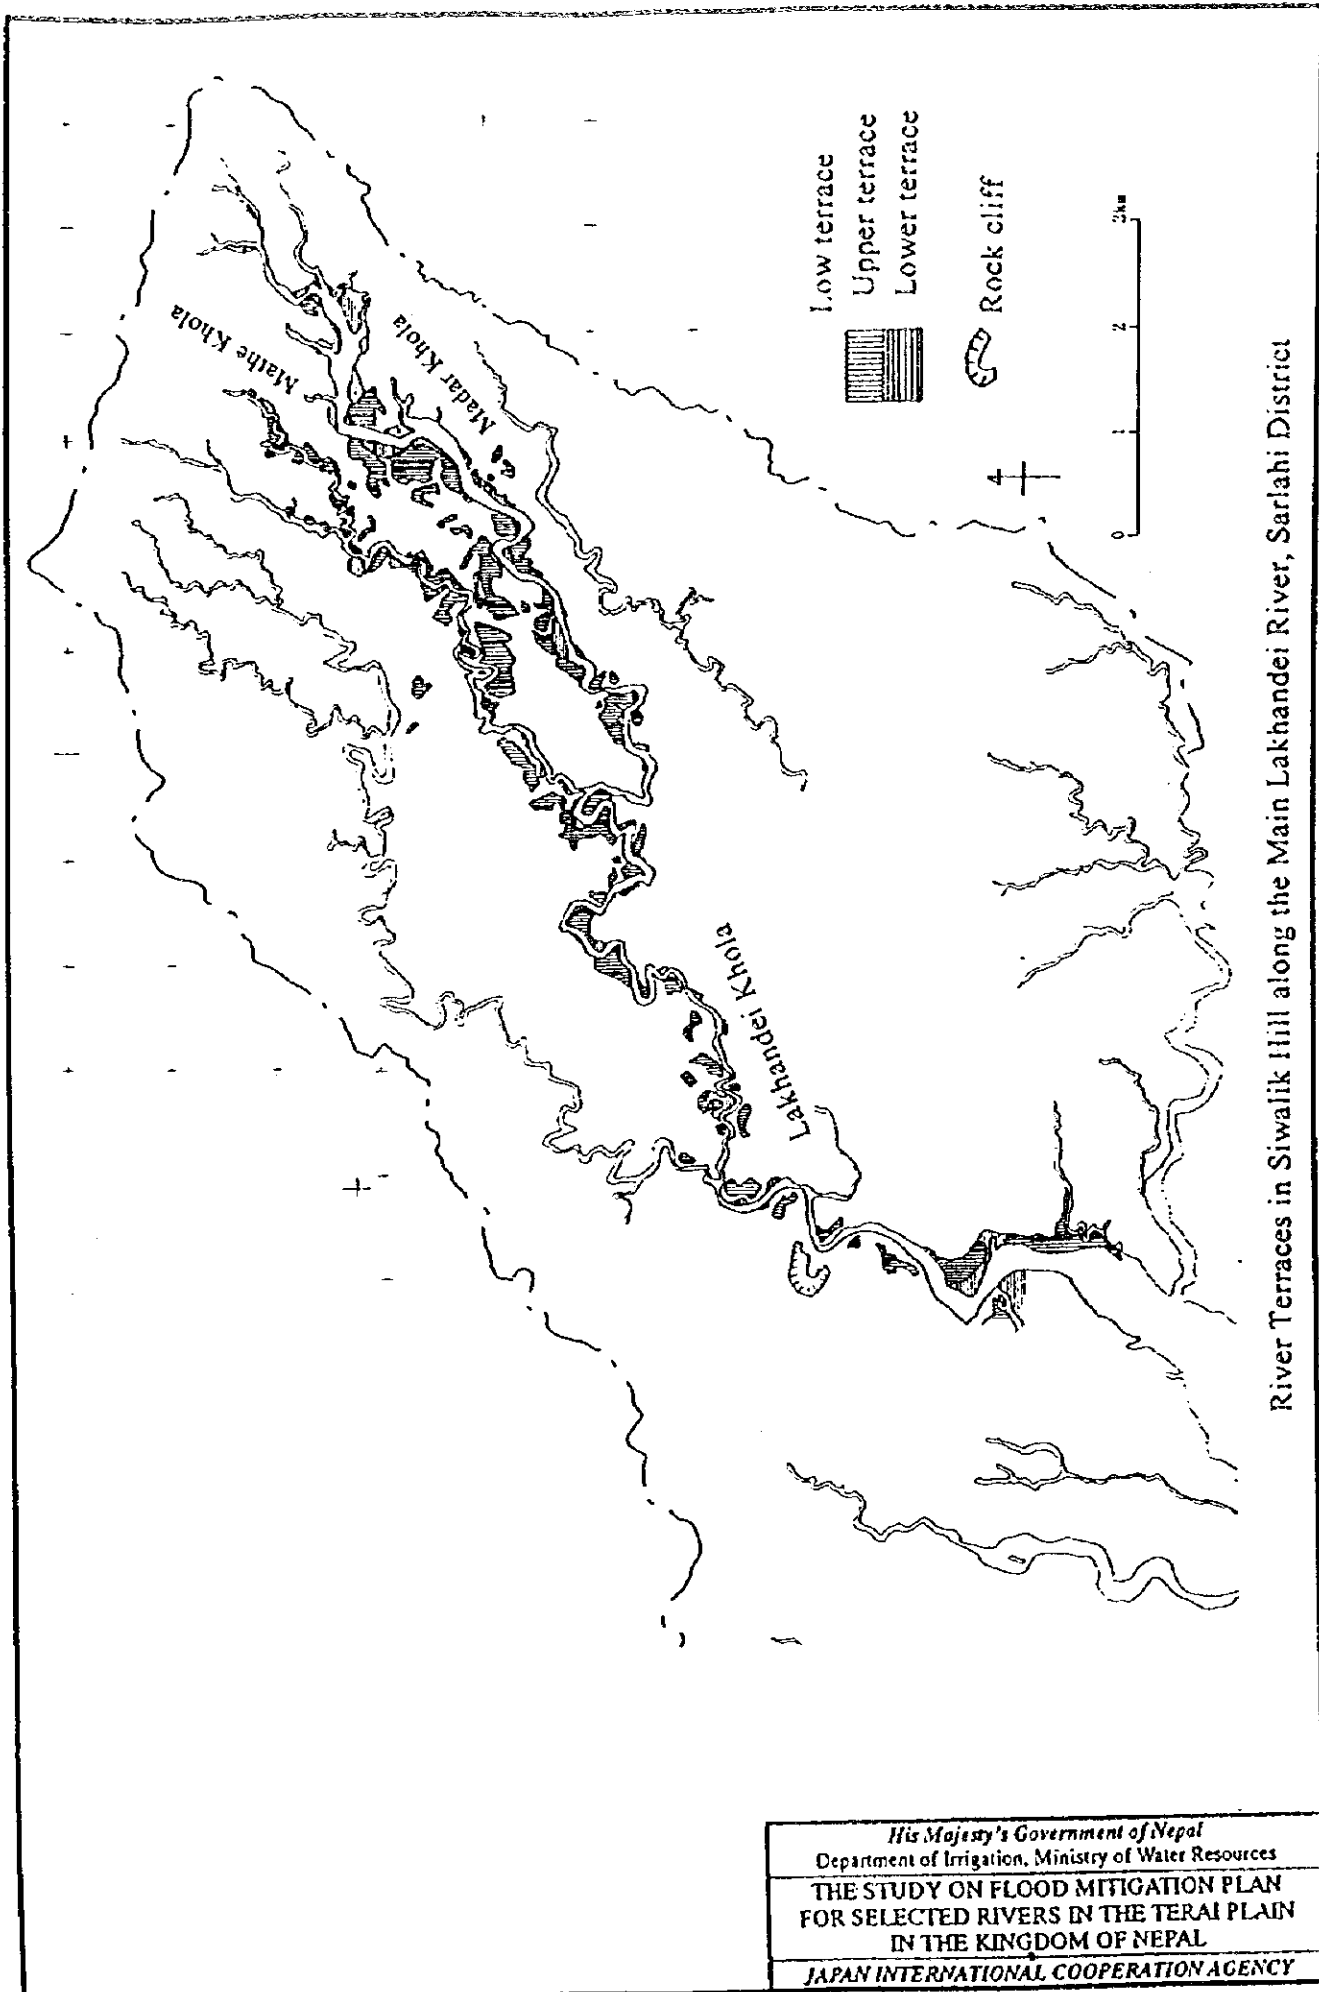 Mathe Khola
Madar Khola
Lakhandei Khola
Low terrace
Upper terrace
Lower terrace
Rock cliff
4
0 1 2 3km
River Terraces in Siwalik Hill along the Main Lakhandei River, Sarlahi District
His Majesty's Government of Nepal
Department of Irrigation, Ministry of Water Resources
THE STUDY ON FLOOD MITIGATION PLAN
FOR SELECTED RIVERS IN THE TERAI PLAIN
IN THE KINGDOM OF NEPAL
JAPAN INTERNATIONAL COOPERATION AGENCY